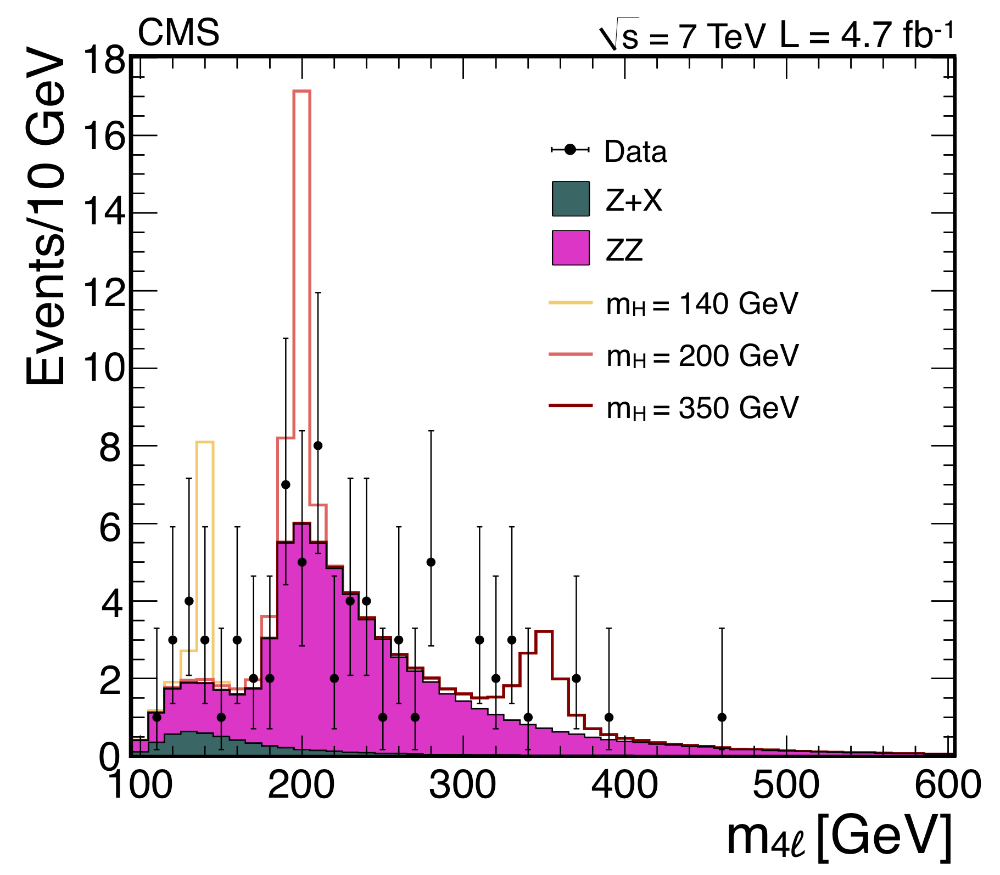 CMS
√s = 7 TeV L = 4.7 fb-1
Events/10 GeV
18
16
14
12
10
8
6
4
2
0
Data
Z+X
ZZ
mH = 140 GeV
mH = 200 GeV
mH = 350 GeV
100 200 300 400 500 600
m4ℓ [GeV]